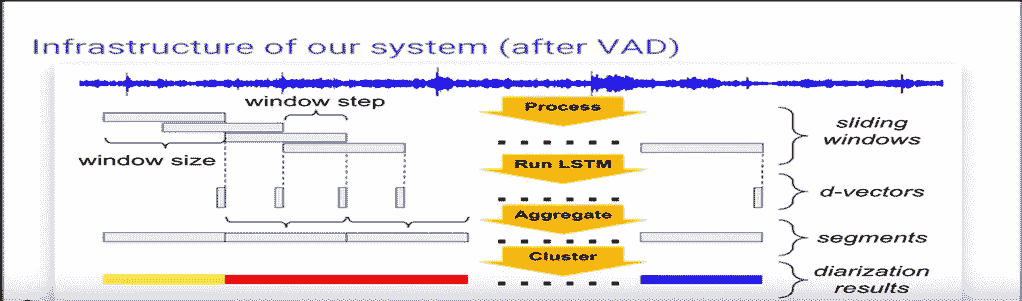 Infrastructure of our system (after VAD)
window step
Process
sliding
windows
window size
Run LSTM
d-vectors
Aggregate
segments
Cluster
diarization
results